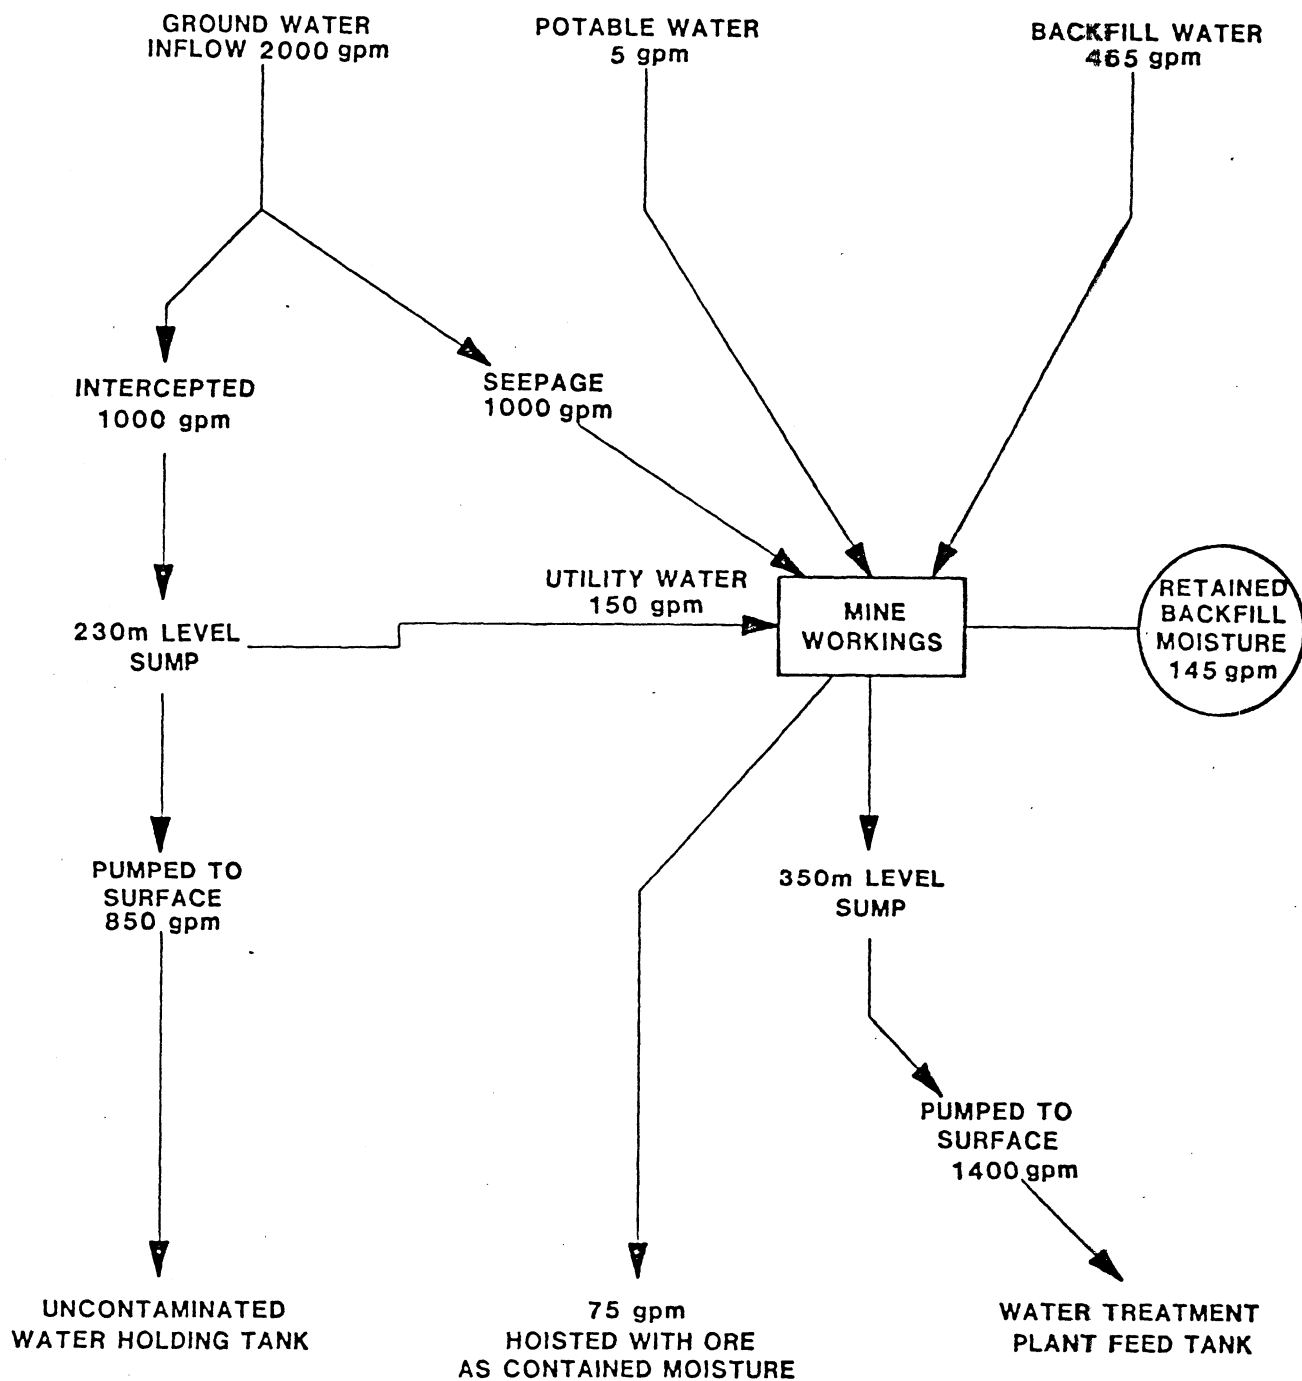 GROUND WATER
INFLOW 2000 gpm
POTABLE WATER
5 gpm
BACKFILL WATER
465 gpm
INTERCEPTED
1000 gpm
SEEPAGE
1000 gpm
UTILITY WATER
150 gpm
MINE
WORKINGS
RETAINED
BACKFILL
MOISTURE
145 gpm
230m LEVEL
SUMP
PUMPED TO
SURFACE
850 gpm
350m LEVEL
SUMP
PUMPED TO
SURFACE
1400 gpm
UNCONTAMINATED
WATER HOLDING TANK
75 gpm
HOISTED WITH ORE
AS CONTAINED MOISTURE
WATER TREATMENT
PLANT FEED TANK